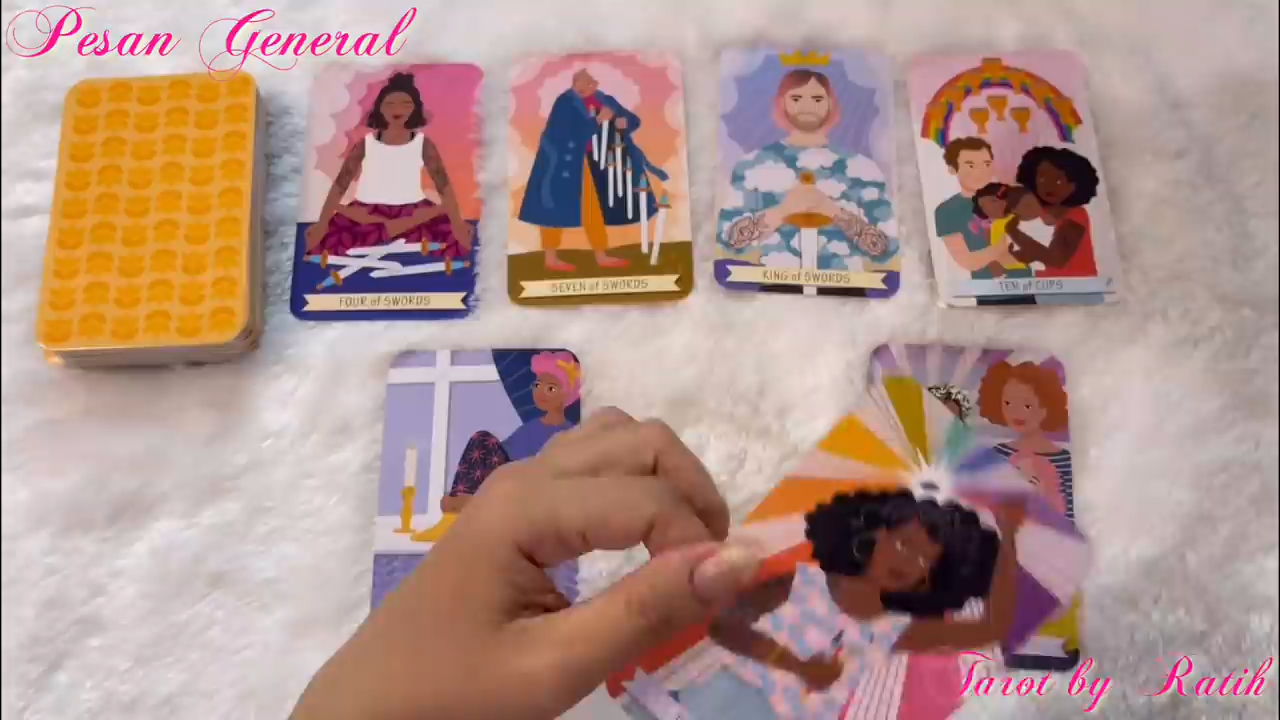 Pesan General
FOUR of SWORDS
SEVEN of SWORDS
KING of SWORDS
TEN of CUPS
Tarot by Ratih